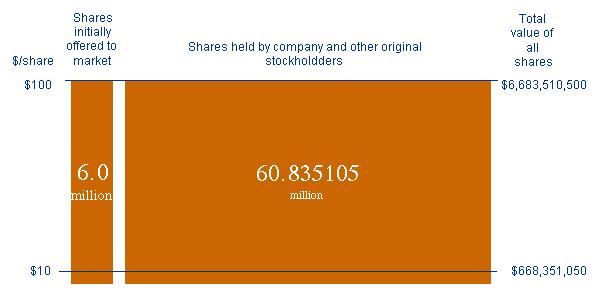 Shares
initially
offered to
market
$/share
Shares held by company and other original
stockholdders
Total
value of
all
shares
$100
$6,683,510,500
6.0
million
60.835105
million
$10
$668,351,050